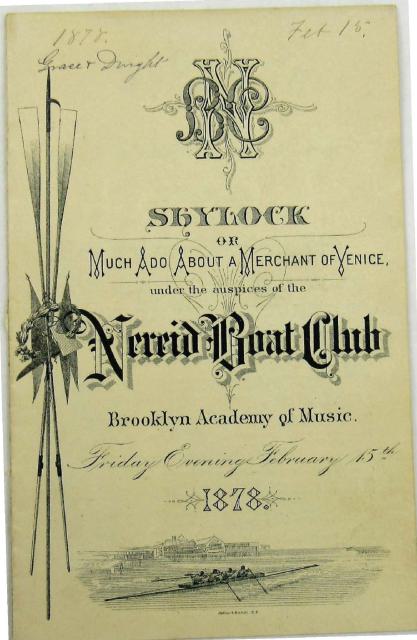 1878. Feb 15.
Grace & Dwight
NBC
SHYLOCK
OR
MUCH ADO ABOUT A MERCHANT OF VENICE,
under the auspices of the
Nereid Boat Club
Brooklyn Academy of Music.
Friday Evening February 15th
1878.